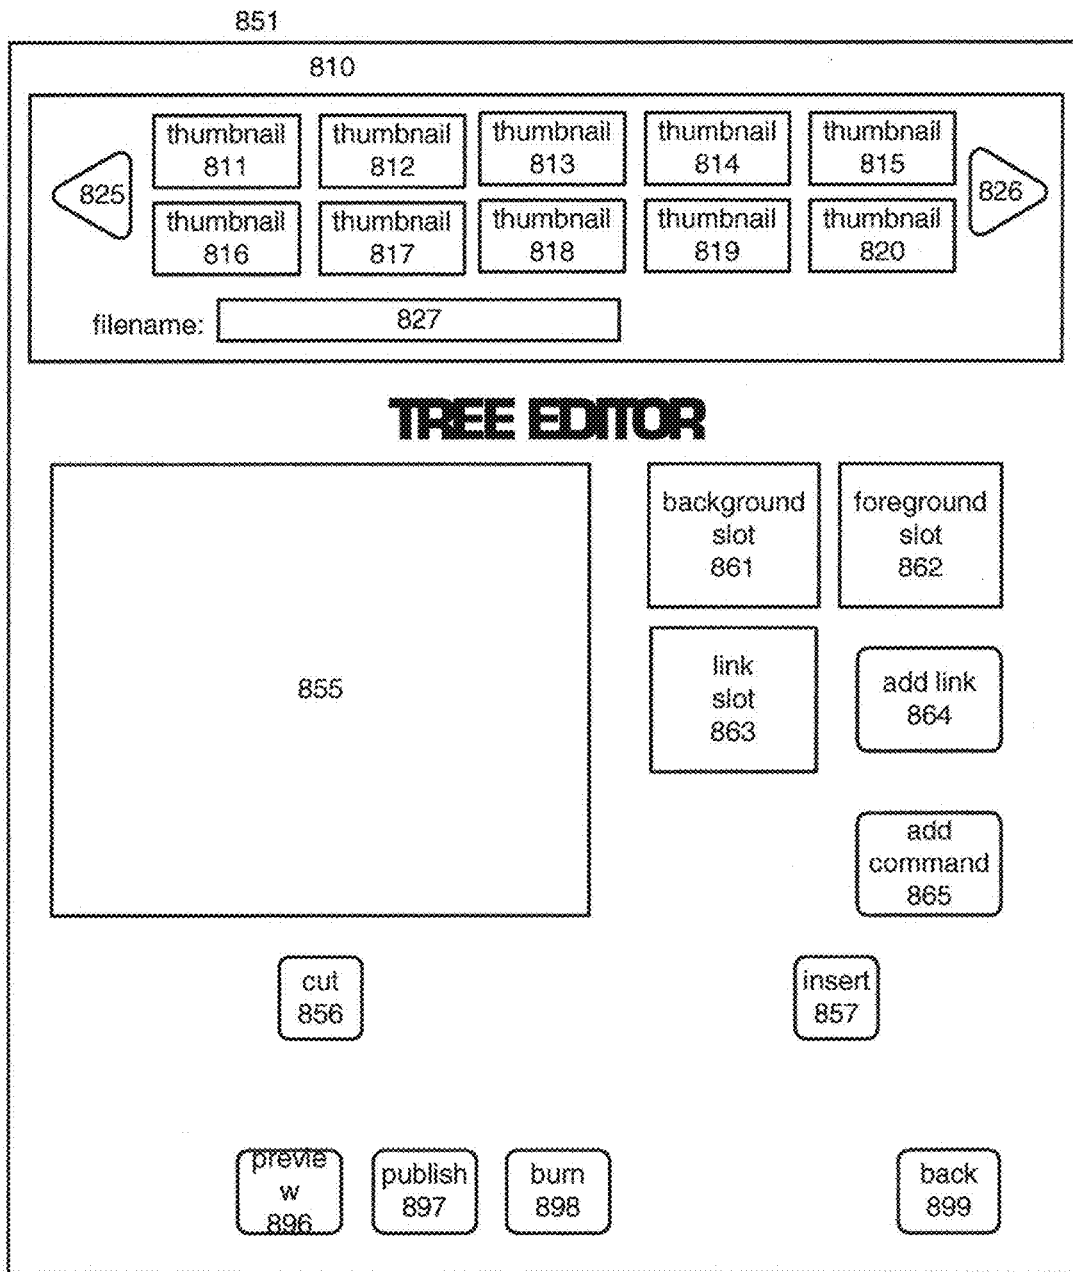 851
810
thumbnail 811
thumbnail 812
thumbnail 813
thumbnail 814
thumbnail 815
825
826
thumbnail 816
thumbnail 817
thumbnail 818
thumbnail 819
thumbnail 820
filename:
827
TREE EDITOR
background
slot
861
foreground
slot
862
855
link
slot
863
add link
864
add
command
865
cut
856
insert
857
previe
w
896
publish
897
burn
898
back
899